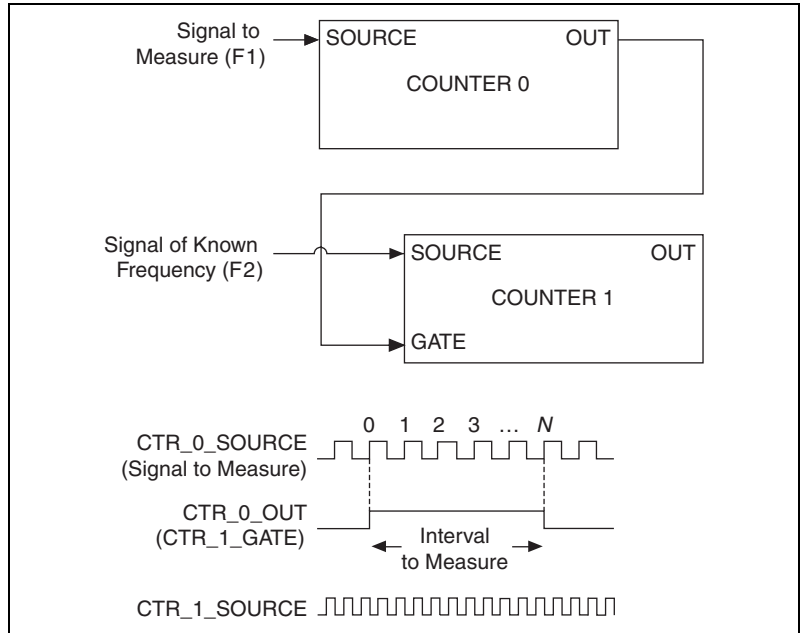 Signal to
Measure (F1)
SOURCE OUT
COUNTER 0
Signal of Known
Frequency (F2)
SOURCE OUT
COUNTER 1
GATE
0 1 2 3 … N
CTR_0_SOURCE
(Signal to Measure)
CTR_0_OUT
(CTR_1_GATE)
Interval
to Measure
CTR_1_SOURCE